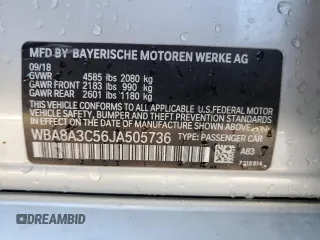 MFD BY BAYERISCHE MOTOREN WERKE AG
09/18
GVWR 4585 lbs 2080 kg
GAWR FRONT 2183 lbs 990 kg
GAWR REAR 2601 lbs 1180 kg
THIS VEHICLE CONFORMS TO ALL APPLICABLE U.S. FEDERAL MOTOR
VEHICLE SAFETY, BUMPER AND THEFT PREVENTION STANDARDS
IN EFFECT ON THE DATE OF MANUFACTURE SHOWN ABOVE.
WBA8A3C56JA505736 TYPE: PASSENGER CAR
A83
7315814
© DREAMBID
DREAMBID